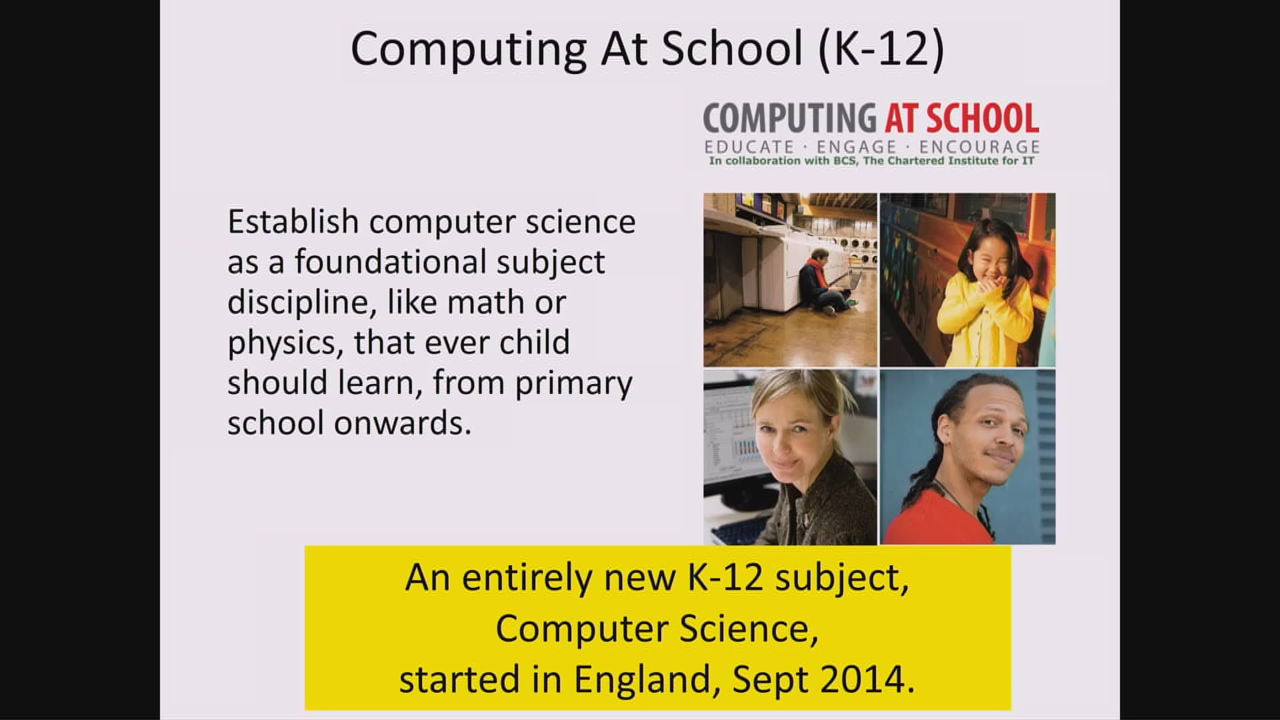 Computing At School (K-12)
COMPUTING AT SCHOOL
EDUCATE · ENGAGE · ENCOURAGE
In collaboration with BCS, The Chartered Institute for IT
Establish computer science
as a foundational subject
discipline, like math or
physics, that ever child
should learn, from primary
school onwards.
An entirely new K-12 subject,
Computer Science,
started in England, Sept 2014.